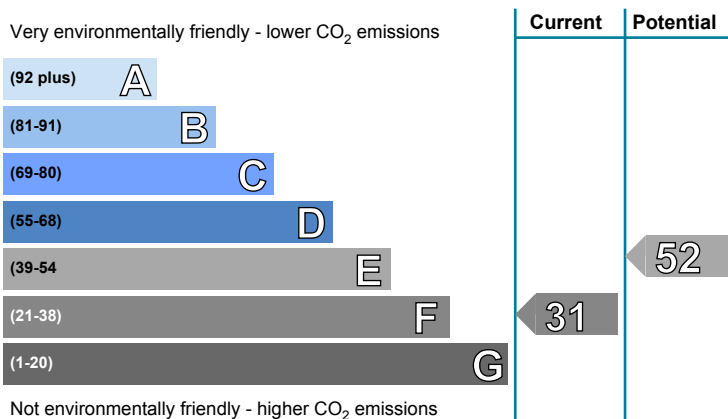 Very environmentally friendly - lower CO2 emissions
Current
Potential
(92 plus) A
(81-91) B
(69-80) C
(55-68) D
(39-54 E
52
(21-38) F
31
(1-20) G
Not environmentally friendly - higher CO2 emissions